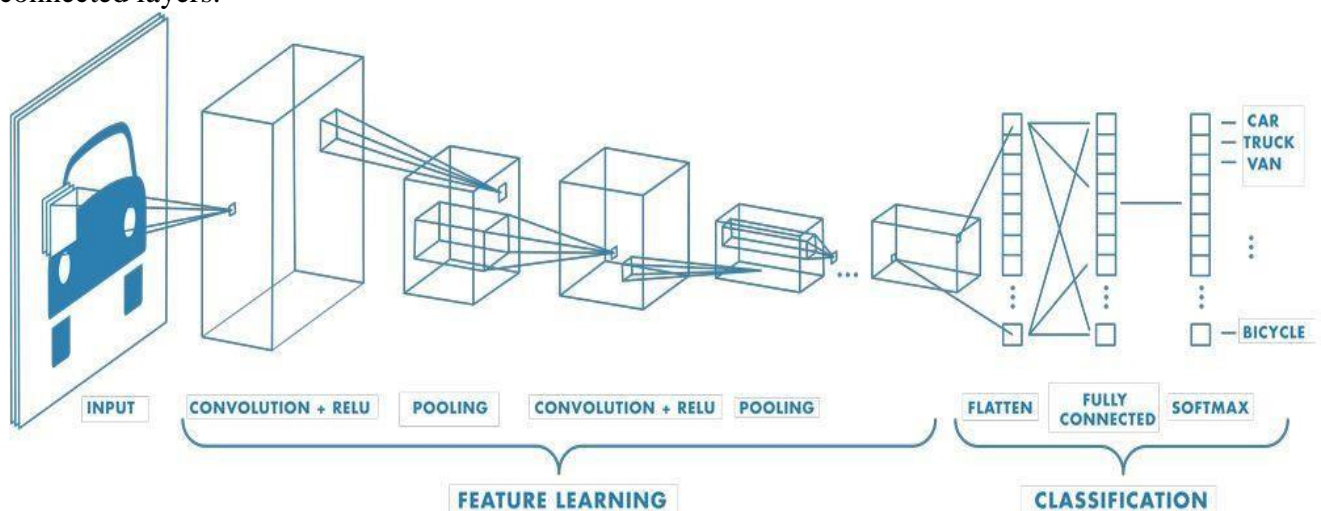 connected layers.
CAR
TRUCK
VAN
BICYCLE
INPUT
CONVOLUTION + RELU
POOLING
CONVOLUTION + RELU
POOLING
FLATTEN
FULLY
CONNECTED
SOFTMAX
FEATURE LEARNING
CLASSIFICATION